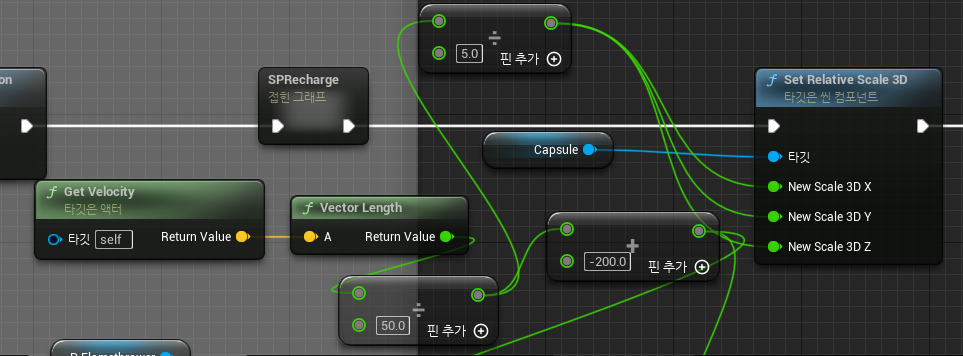 on
SPRecharge
접힌 그래프
5.0
÷
핀 추가
Set Relative Scale 3D
타깃은 씬 컴포넌트
Capsule
타깃
New Scale 3D X
New Scale 3D Y
New Scale 3D Z
f Get Velocity
타깃은 액터
타깃
self
Return Value
f Vector Length
A
Return Value
-200.0
+
핀 추가
50.0
÷
핀 추가